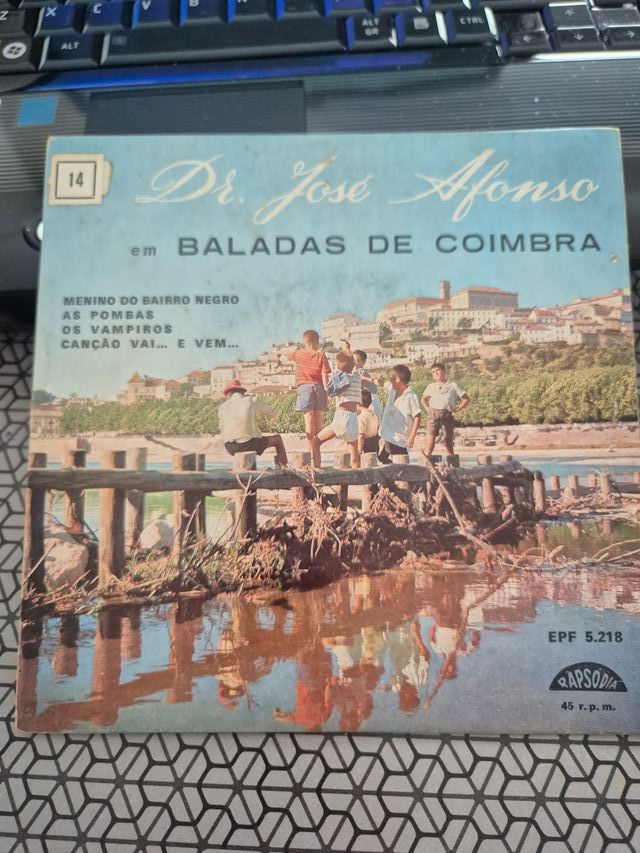 Z
X
C
V
B
N
M
ALT
ALT
GR
CTRL
14
Dr. José Afonso
em BALADAS DE COIMBRA
MENINO DO BAIRRO NEGRO
AS POMBAS
OS VAMPIROS
CANÇÃO VAI... E VEM...
EPF 5.218
RAPSÓDIA
45 r.p.m.